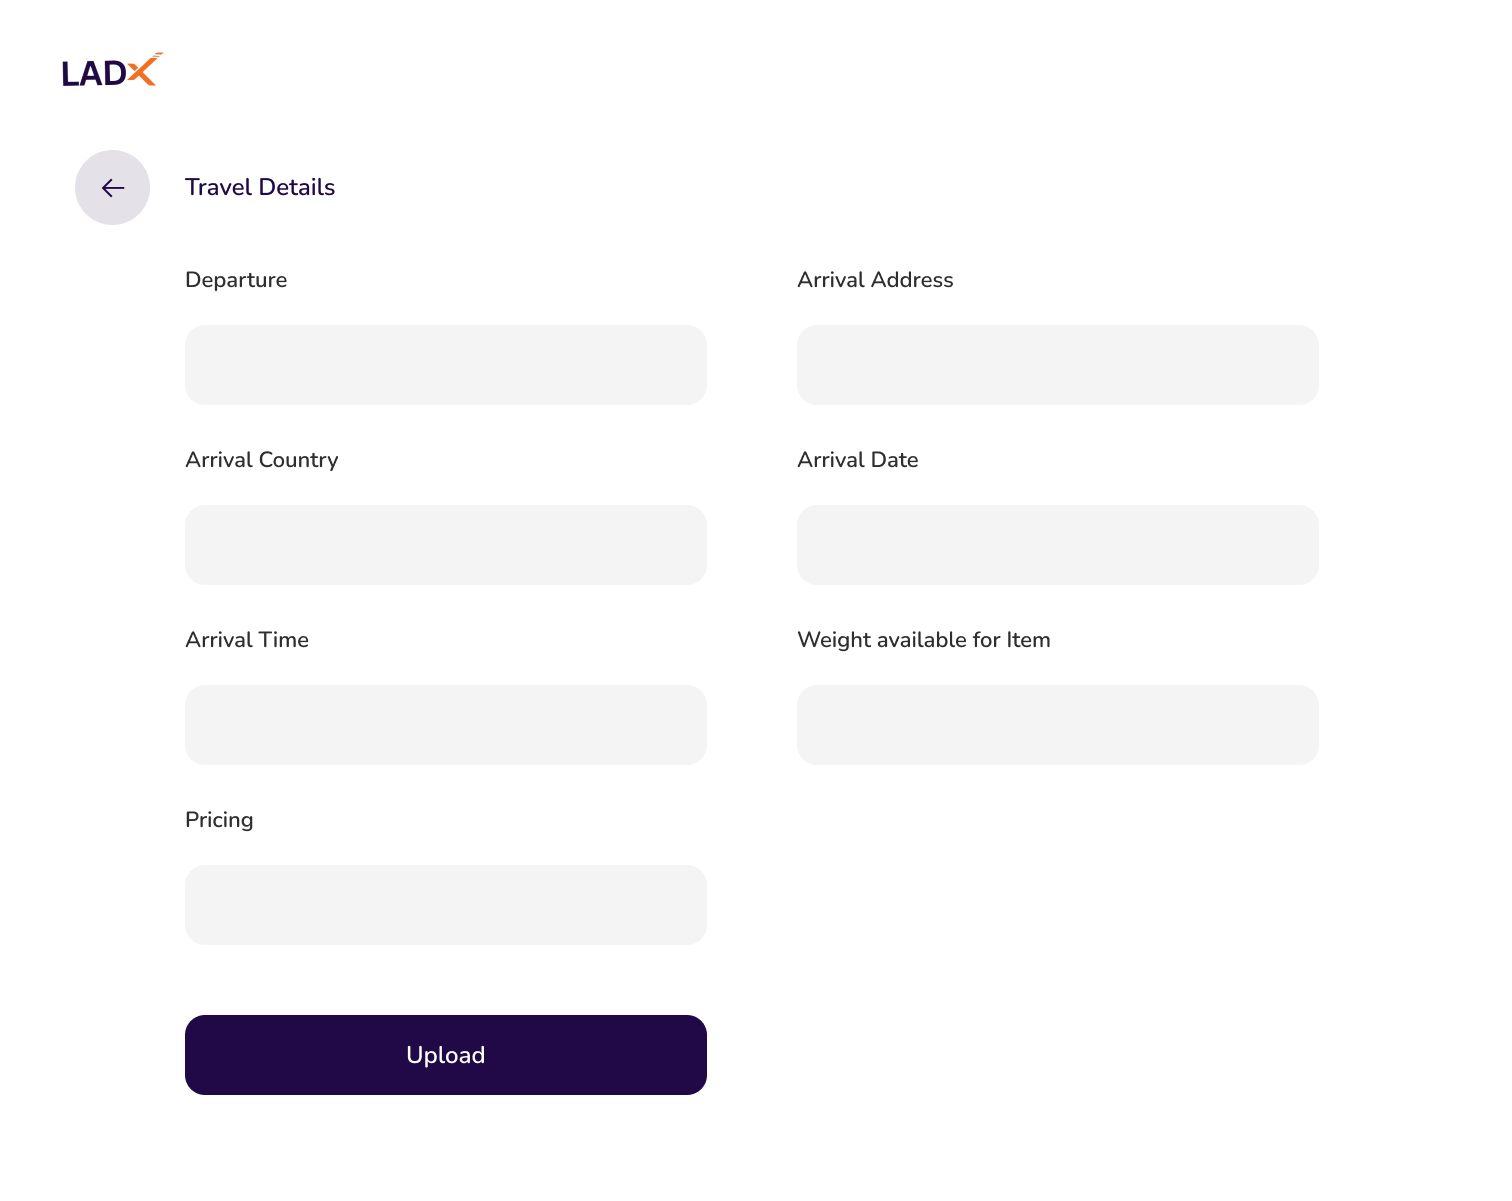 LADX
Travel Details
Departure
Arrival Address
Arrival Country
Arrival Date
Arrival Time
Weight available for Item
Pricing
Upload